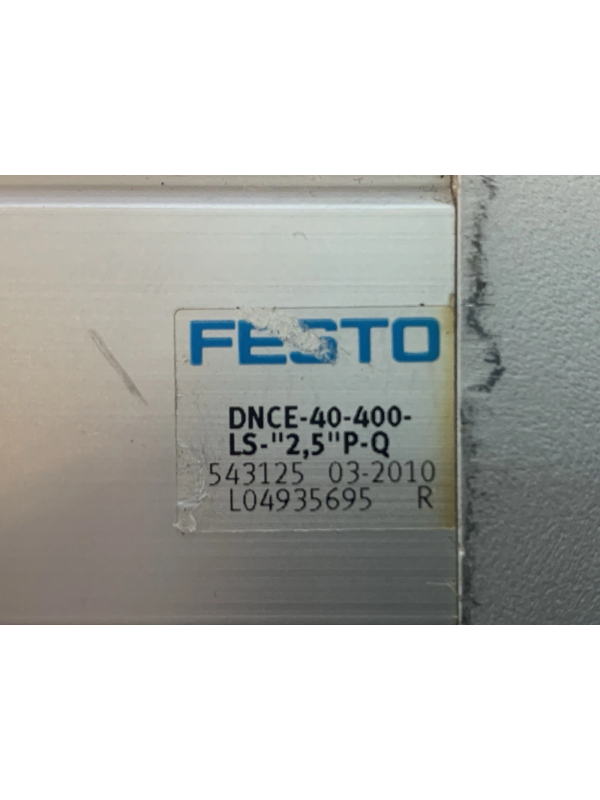 FESTO
DNCE-40-400-
LS-"2,5"P-Q
543125 03-2010
L04935695 R